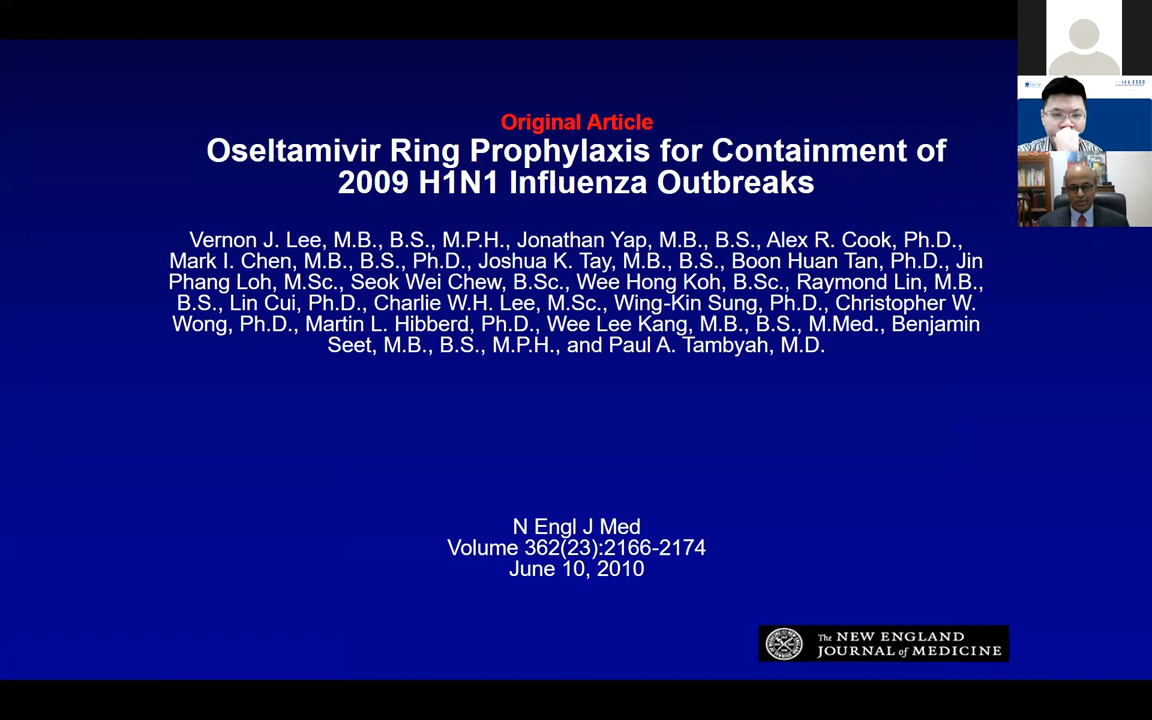 Original Article
Oseltamivir Ring Prophylaxis for Containment of
2009 H1N1 Influenza Outbreaks
Vernon J. Lee, M.B., B.S., M.P.H., Jonathan Yap, M.B., B.S., Alex R. Cook, Ph.D.,
Mark I. Chen, M.B., B.S., Ph.D., Joshua K. Tay, M.B., B.S., Boon Huan Tan, Ph.D., Jin
Phang Loh, M.Sc., Seok Wei Chew, B.Sc., Wee Hong Koh, B.Sc., Raymond Lin, M.B.,
B.S., Lin Cui, Ph.D., Charlie W.H. Lee, M.Sc., Wing-Kin Sung, Ph.D., Christopher W.
Wong, Ph.D., Martin L. Hibberd, Ph.D., Wee Lee Kang, M.B., B.S., M.Med., Benjamin
Seet, M.B., B.S., M.P.H., and Paul A. Tambyah, M.D.
N Engl J Med
Volume 362(23):2166-2174
June 10, 2010
The NEW ENGLAND
JOURNAL of MEDICINE